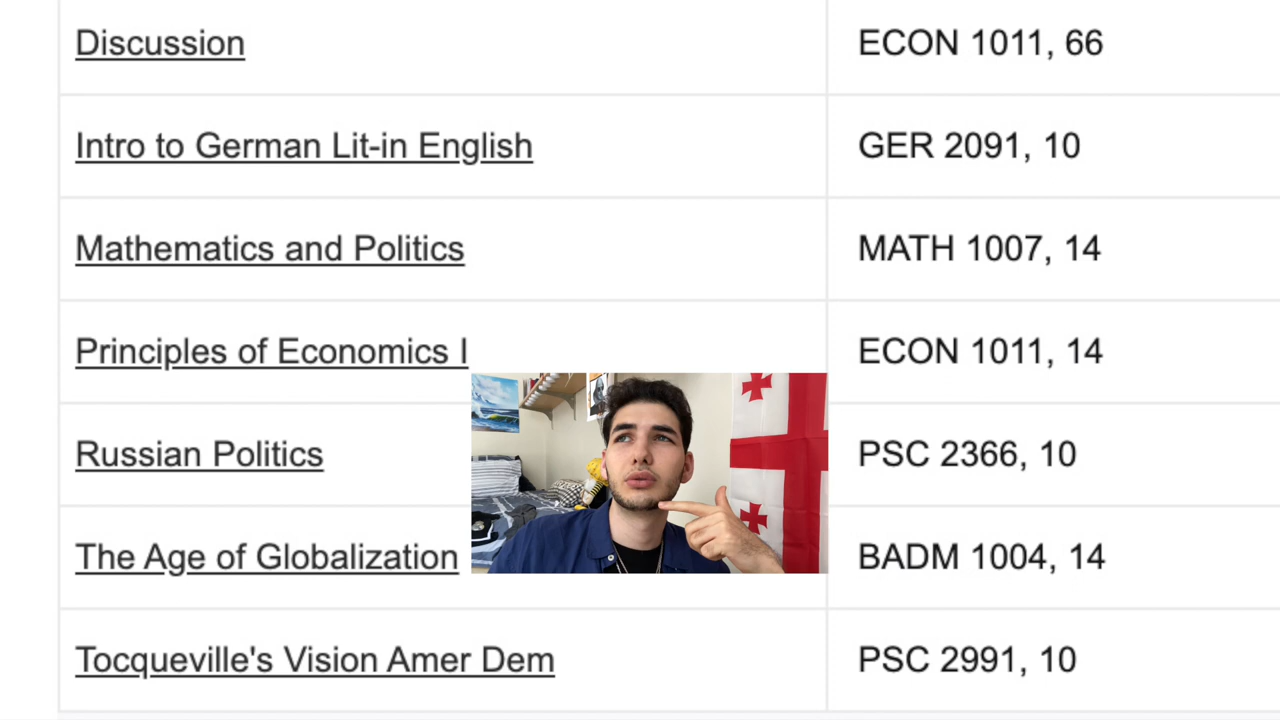 Discussion ECON 1011, 66
Intro to German Lit-in English GER 2091, 10
Mathematics and Politics MATH 1007, 14
Principles of Economics I ECON 1011, 14
Russian Politics PSC 2366, 10
The Age of Globalization BADM 1004, 14
Tocqueville's Vision Amer Dem PSC 2991, 10